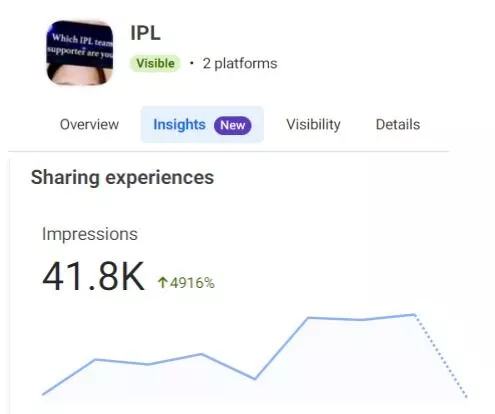 Which IPL team
supporter are you
IPL
Visible • 2 platforms
Overview Insights New Visibility Details
Sharing experiences
Impressions
41.8K ↑4916%